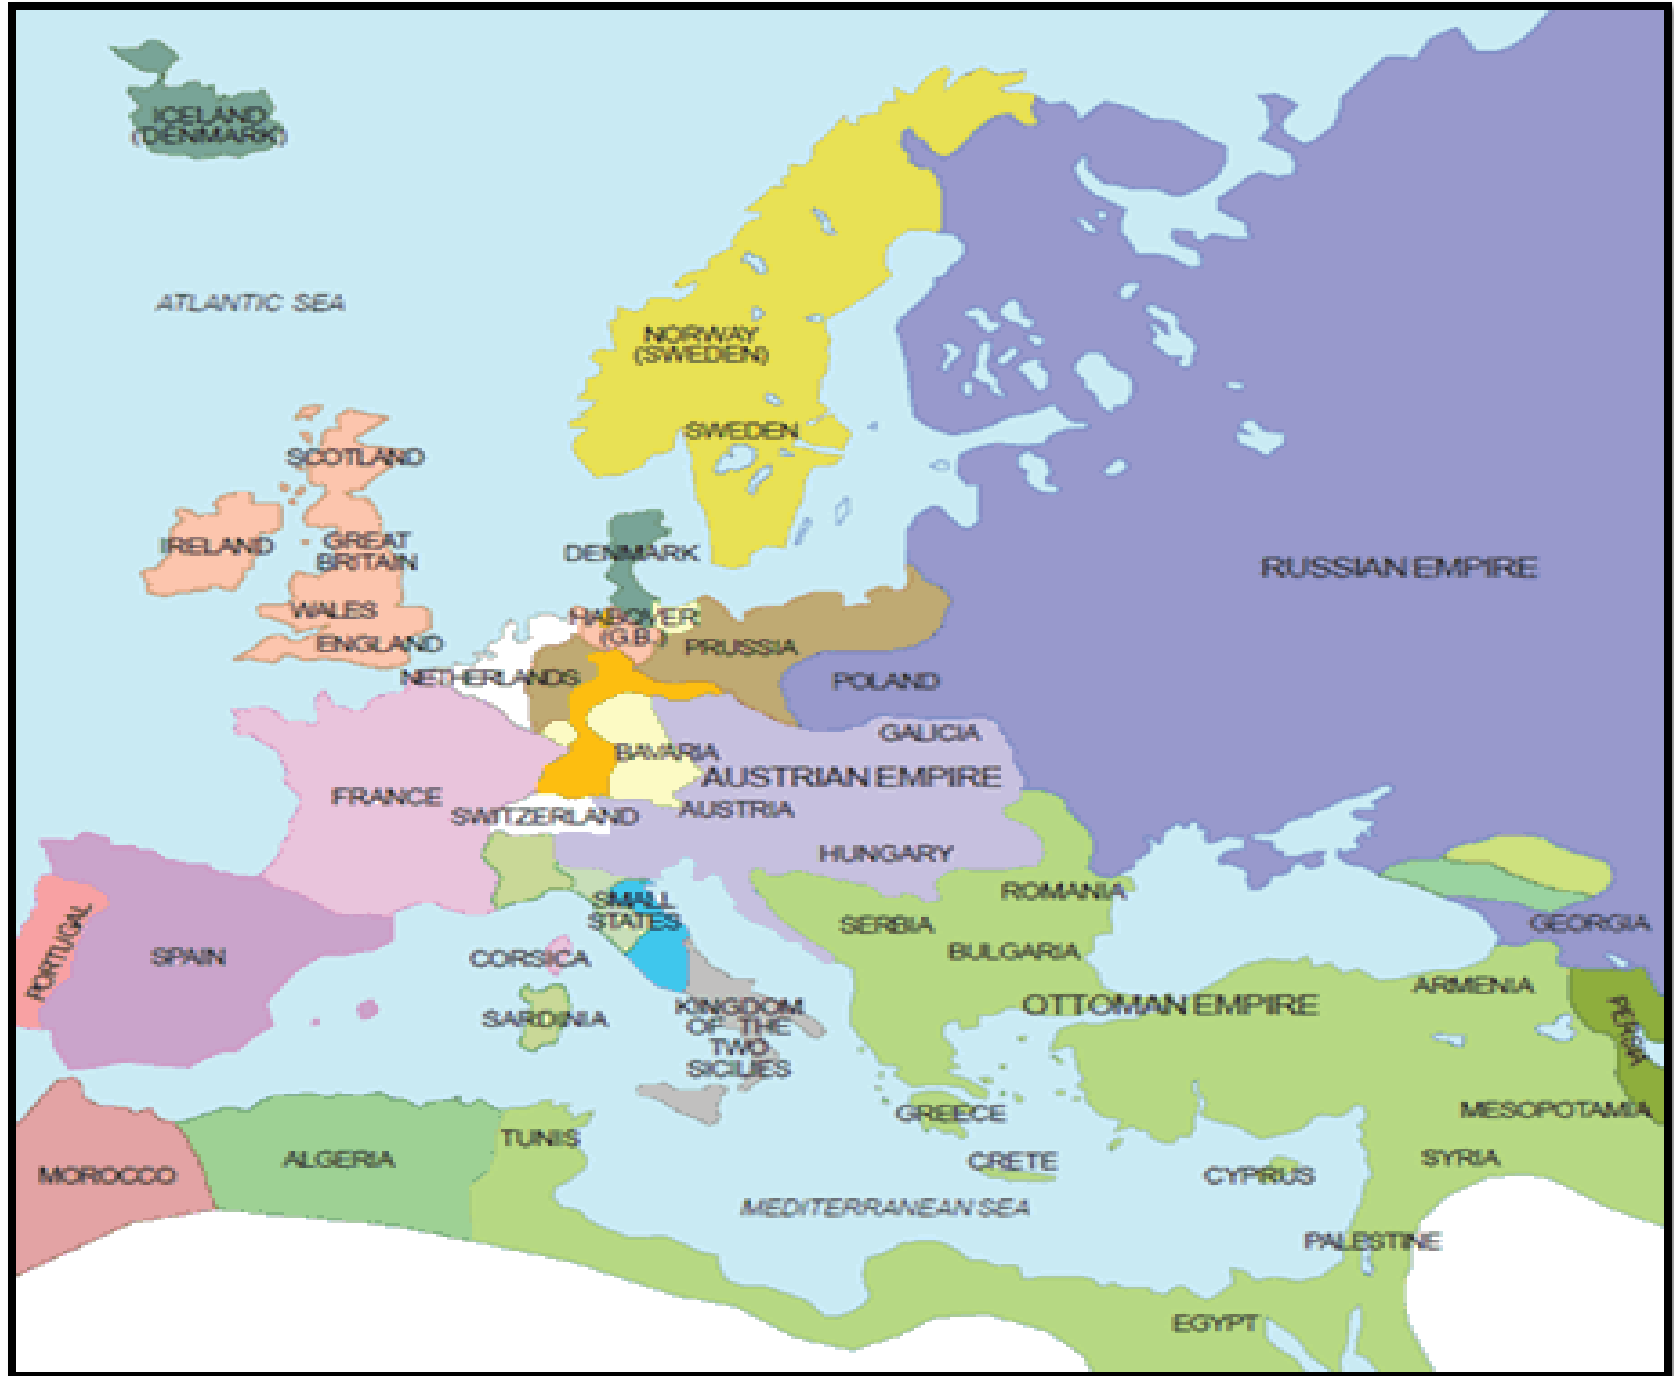 ICELAND
(DENMARK)
ATLANTIC SEA
NORWAY
(SWEDEN)
SWEDEN
SCOTLAND
IRELAND
GREAT
BRITAIN
WALES
ENGLAND
DENMARK
HABOVER
(G.B.)
PRUSSIA
NETHERLANDS
POLAND
RUSSIAN EMPIRE
GALICIA
BAVARIA
AUSTRIAN EMPIRE
FRANCE
SWITZERLAND
AUSTRIA
HUNGARY
ROMANIA
SMALL
STATES
SERBIA
BULGARIA
GEORGIA
PORTUGAL
SPAIN
CORSICA
SARDINIA
KINGDOM
OF THE
TWO
SICILIES
OTTOMAN EMPIRE
ARMENIA
PERSIA
GREECE
MESOPOTAMIA
TUNIS
ALGERIA
MOROCCO
CRETE
CYPRUS
SYRIA
MEDITERRANEAN SEA
PALESTINE
EGYPT